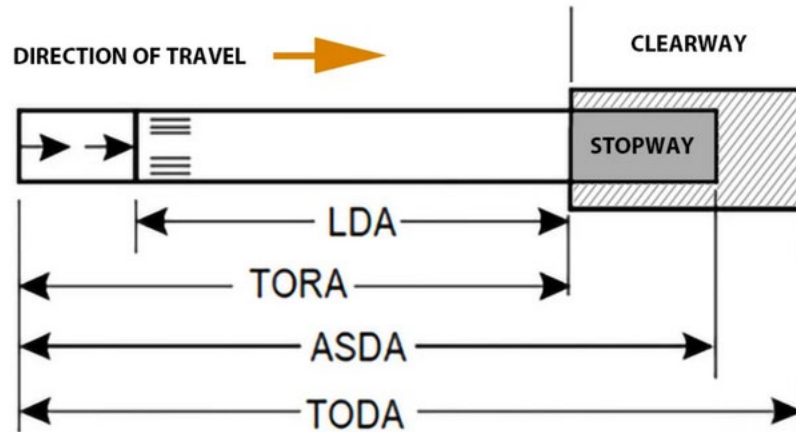 CLEARWAY
DIRECTION OF TRAVEL
STOPWAY
LDA
TORA
ASDA
TODA